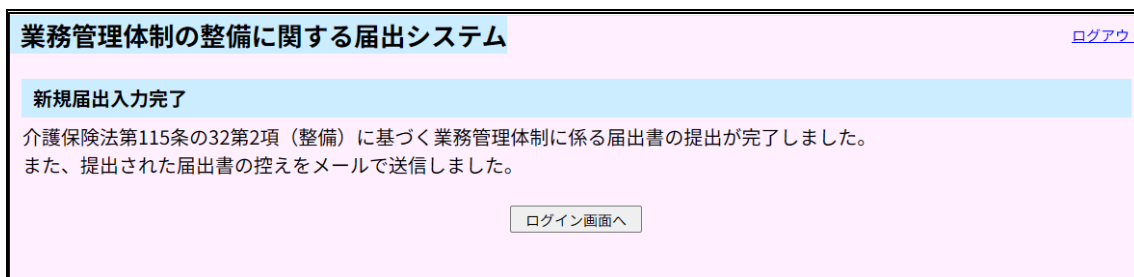 業務管理体制の整備に関する届出システム
ログアウ
新規届出入力完了
介護保険法第115条の32第2項（整備）に基づく業務管理体制に係る届出書の提出が完了しました。
また、提出された届出書の控えをメールで送信しました。
ログイン画面へ